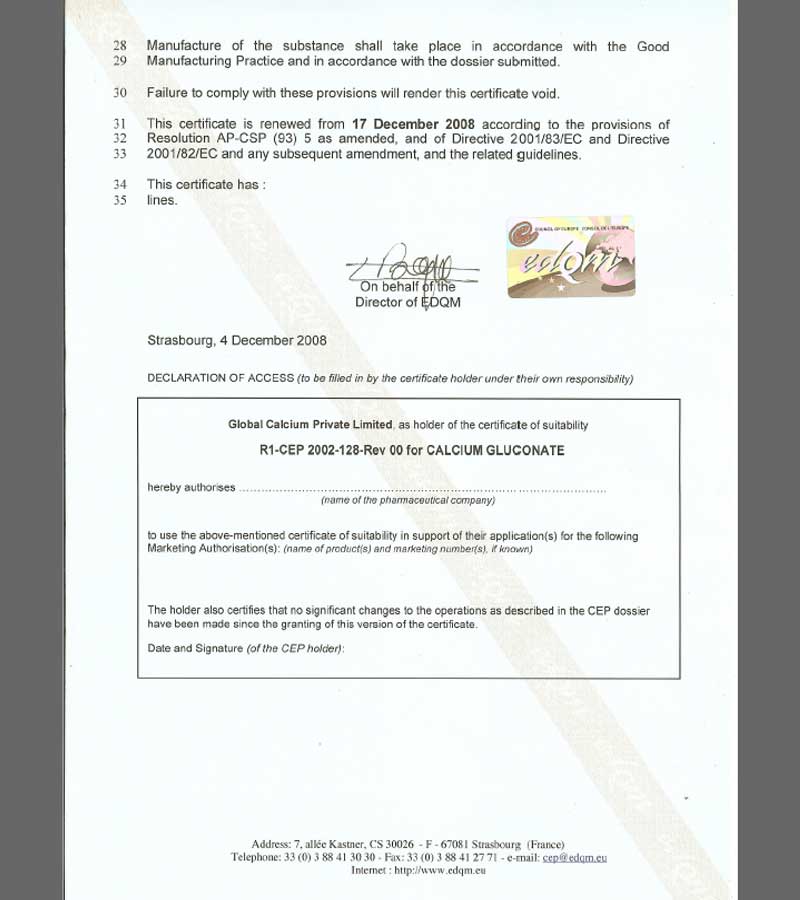 28 Manufacture of the substance shall take place in accordance with the Good
29 Manufacturing Practice and in accordance with the dossier submitted.
30 Failure to comply with these provisions will render this certificate void.
31 This certificate is renewed from 17 December 2008 according to the provisions of
32 Resolution AP-CSP (93) 5 as amended, and of Directive 2001/83/EC and Directive
33 2001/82/EC and any subsequent amendment, and the related guidelines.
34 This certificate has :
35 lines.
COUNCIL OF EUROPE CONSEIL DE L'EUROPE
edqm
On behalf of the
Director of EDQM
Strasbourg, 4 December 2008
DECLARATION OF ACCESS (to be filled in by the certificate holder under their own responsibility)
Global Calcium Private Limited, as holder of the certificate of suitability
R1-CEP 2002-128-Rev 00 for CALCIUM GLUCONATE
hereby authorises ........................................................................................................
(name of the pharmaceutical company)
to use the above-mentioned certificate of suitability in support of their application(s) for the following
Marketing Authorisation(s): (name of product(s) and marketing number(s), if known)
The holder also certifies that no significant changes to the operations as described in the CEP dossier
have been made since the granting of this version of the certificate.
Date and Signature (of the CEP holder):
Address: 7, allée Kastner, CS 30026 - F - 67081 Strasbourg (France)
Telephone: 33 (0) 3 88 41 30 30 - Fax: 33 (0) 3 88 41 27 71 - e-mail: cep@edqm.eu
Internet : http://www.edqm.eu